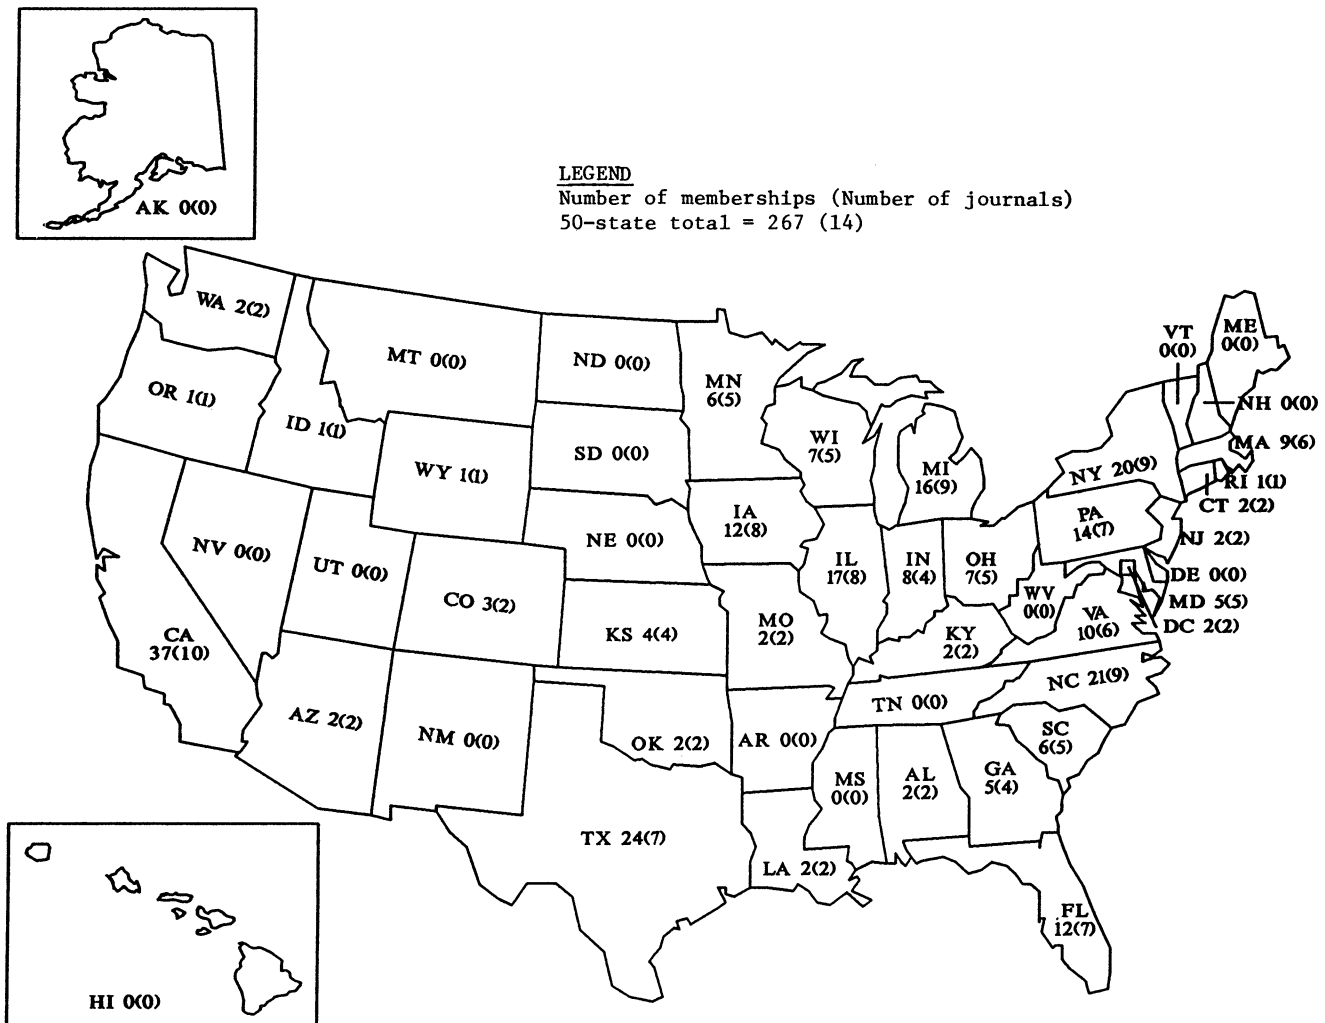 AK 0(0)
LEGEND
Number of memberships (Number of journals)
50-state total = 267 (14)
WA 2(2)
MT 0(0)
ND 0(0)
MN
6(5)
VT
0(0)
ME
0(0)
OR 1(1)
ID 1(1)
NH 0(0)
WY 1(1)
SD 0(0)
WI
7(5)
MI
16(9)
NY 20(9)
MA 9(6)
RI 1(1)
CT 2(2)
NV 0(0)
UT 0(0)
NE 0(0)
IA
12(8)
IL
17(8)
IN
8(4)
OH
7(5)
PA
14(7)
NJ 2(2)
DE 0(0)
MD 5(5)
DC 2(2)
WV
0(0)
VA
10(6)
CA
37(10)
CO 3(2)
KS 4(4)
MO
2(2)
KY
2(2)
NC 21(9)
TN 0(0)
AZ 2(2)
NM 0(0)
OK 2(2)
AR 0(0)
SC
6(5)
MS
0(0)
AL
2(2)
GA
5(4)
TX 24(7)
LA 2(2)
FL
12(7)
HI 0(0)